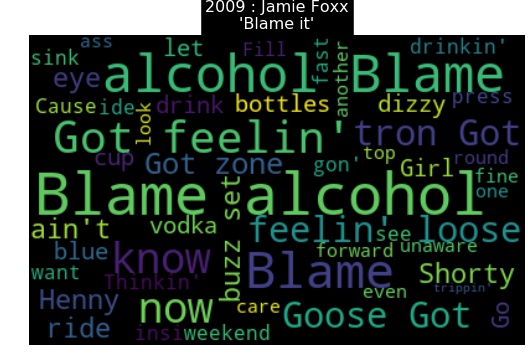 2009 : Jamie Foxx
'Blame it'
ass let Fill fast drinkin'
sink eye alcohol another Blame
Cause ide look drink bottles dizzy press
Got feelin' tron Got
cup Got zone gon' top Girl round
fine
Blame alcohol one
ain't vodka buzz set feelin' see loose
blue know forward unaware
want Thinkin' Blame even Shorty trippin'
Henny now care Goose Got Go
ride insi weekend